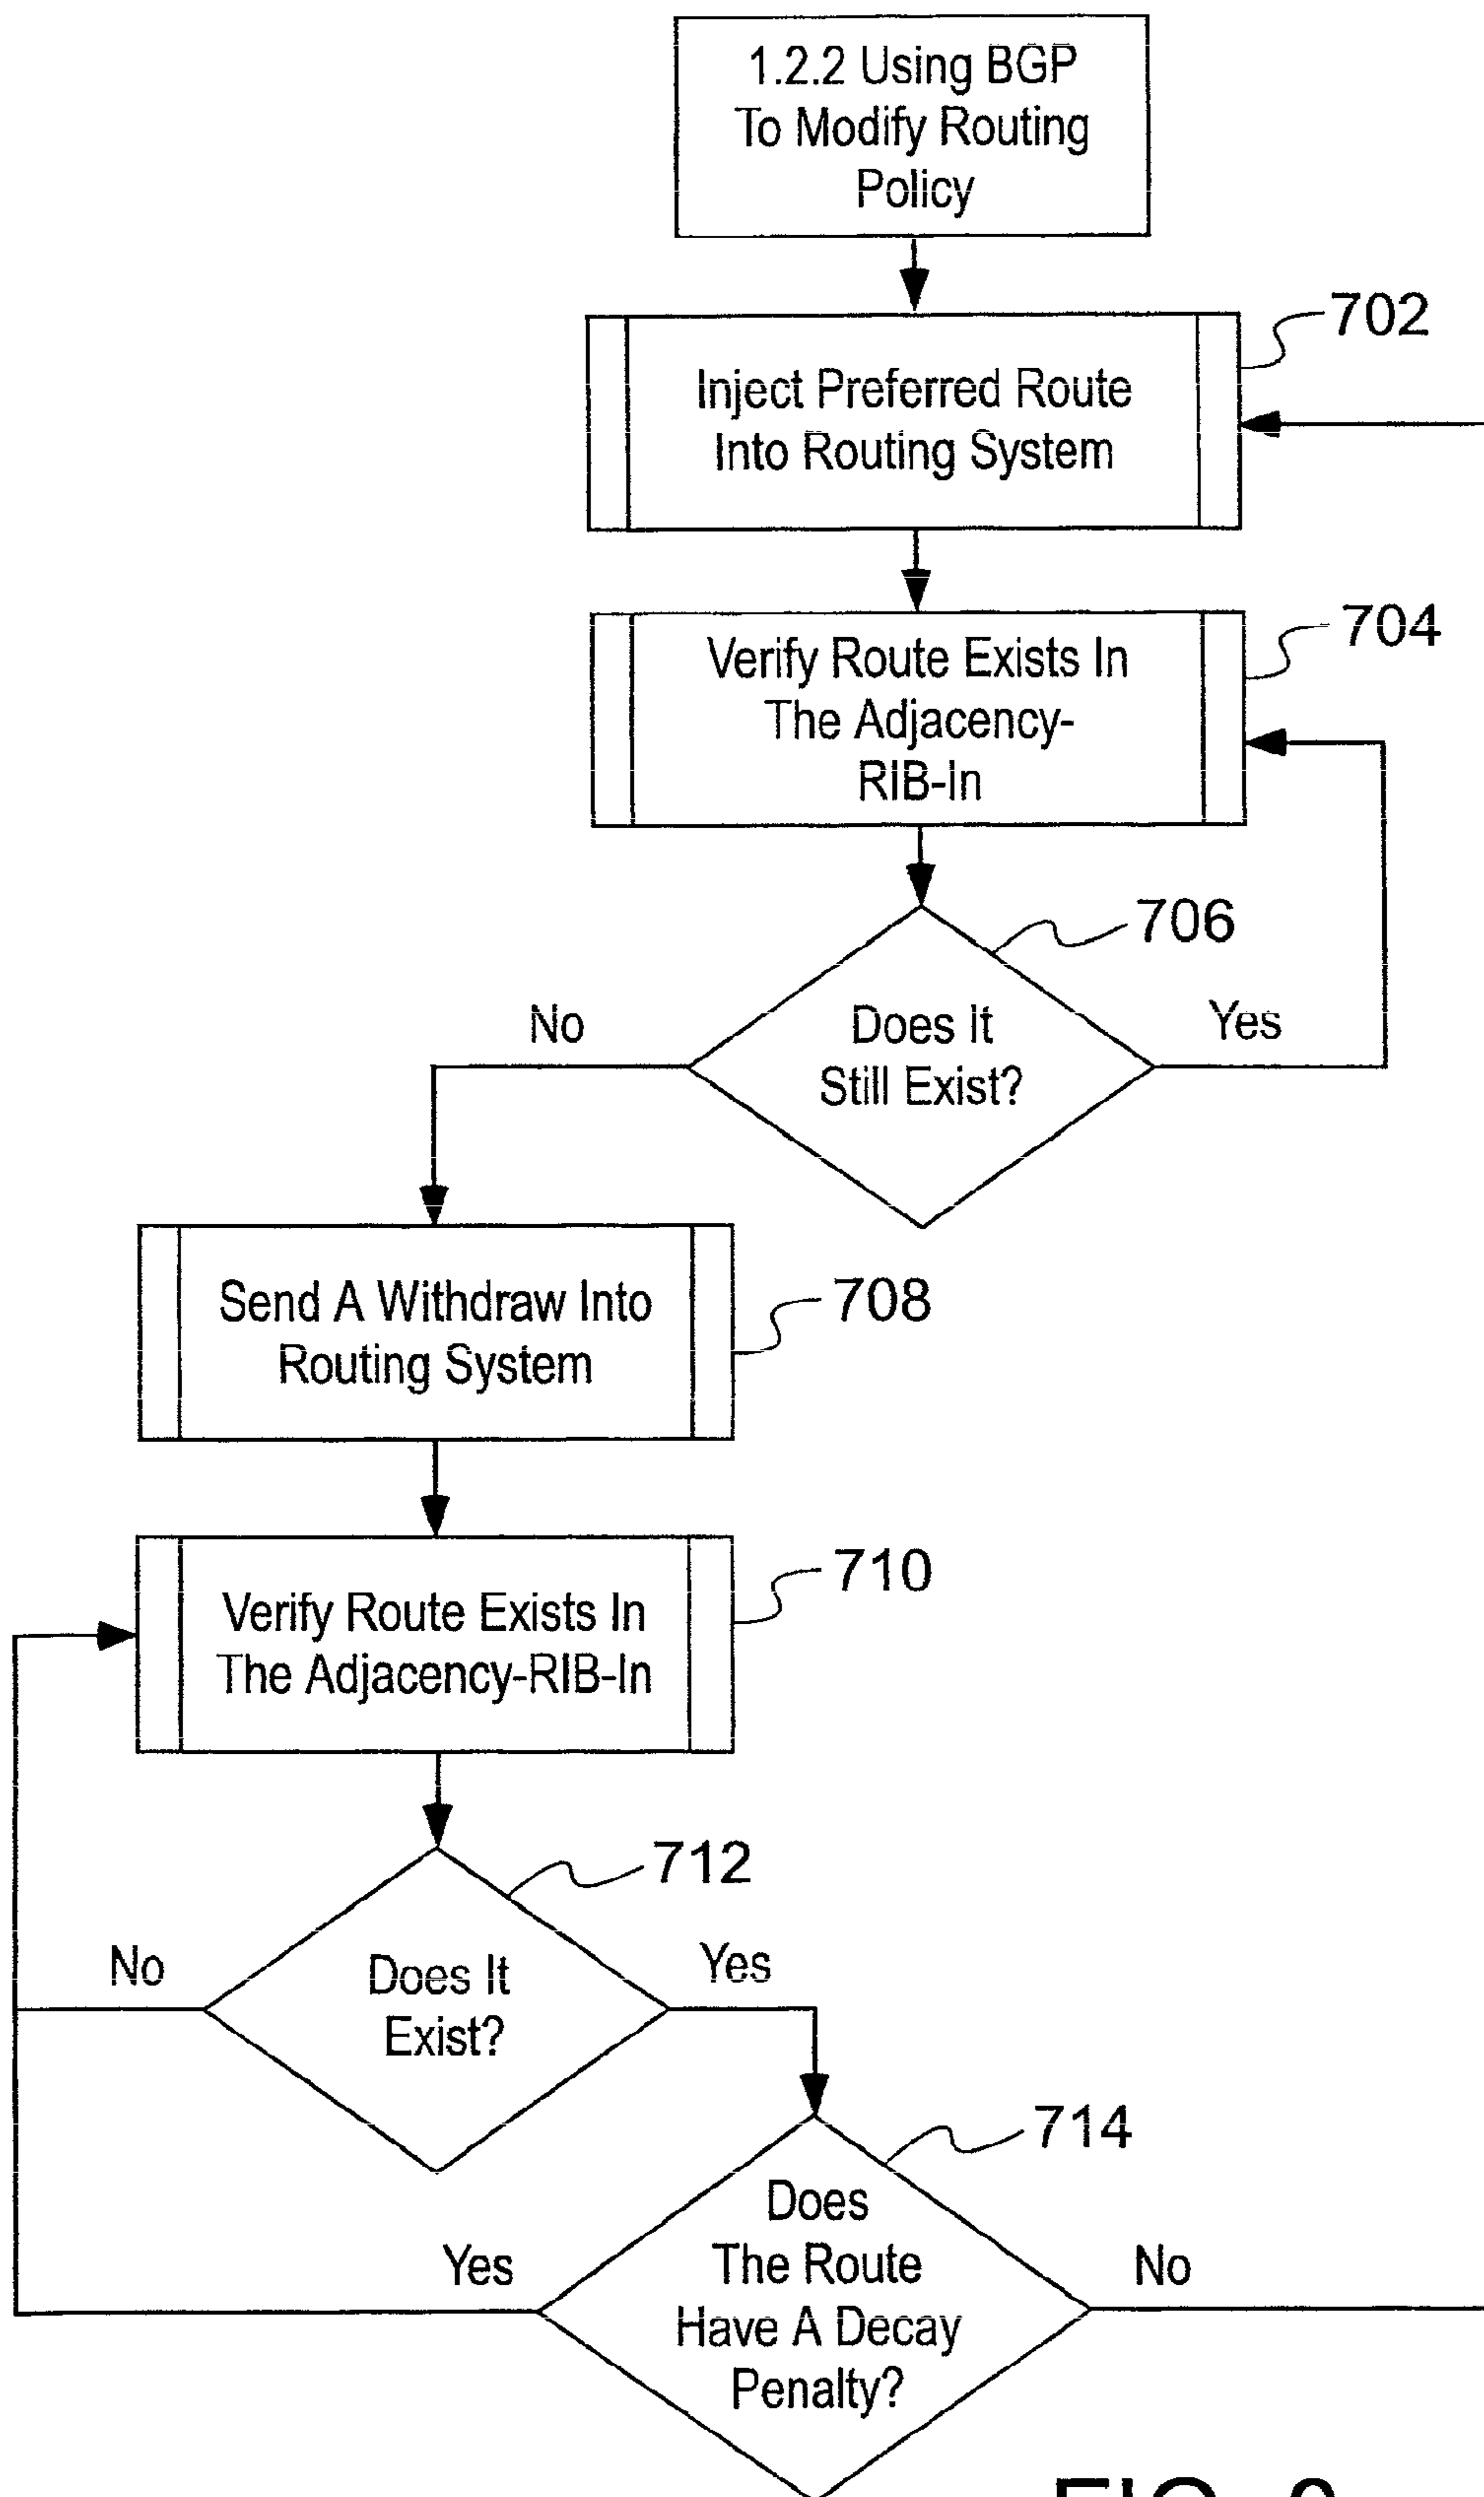 1.2.2 Using BGP
To Modify Routing
Policy
702
Inject Preferred Route
Into Routing System
704
Verify Route Exists In
The Adjacency-
RIB-In
706
No
Does It
Still Exist?
Yes
Send A Withdraw Into
Routing System
708
710
Verify Route Exists In
The Adjacency-RIB-In
712
No
Does It
Exist?
Yes
714
Does
The Route
Have A Decay
Penalty?
Yes
No